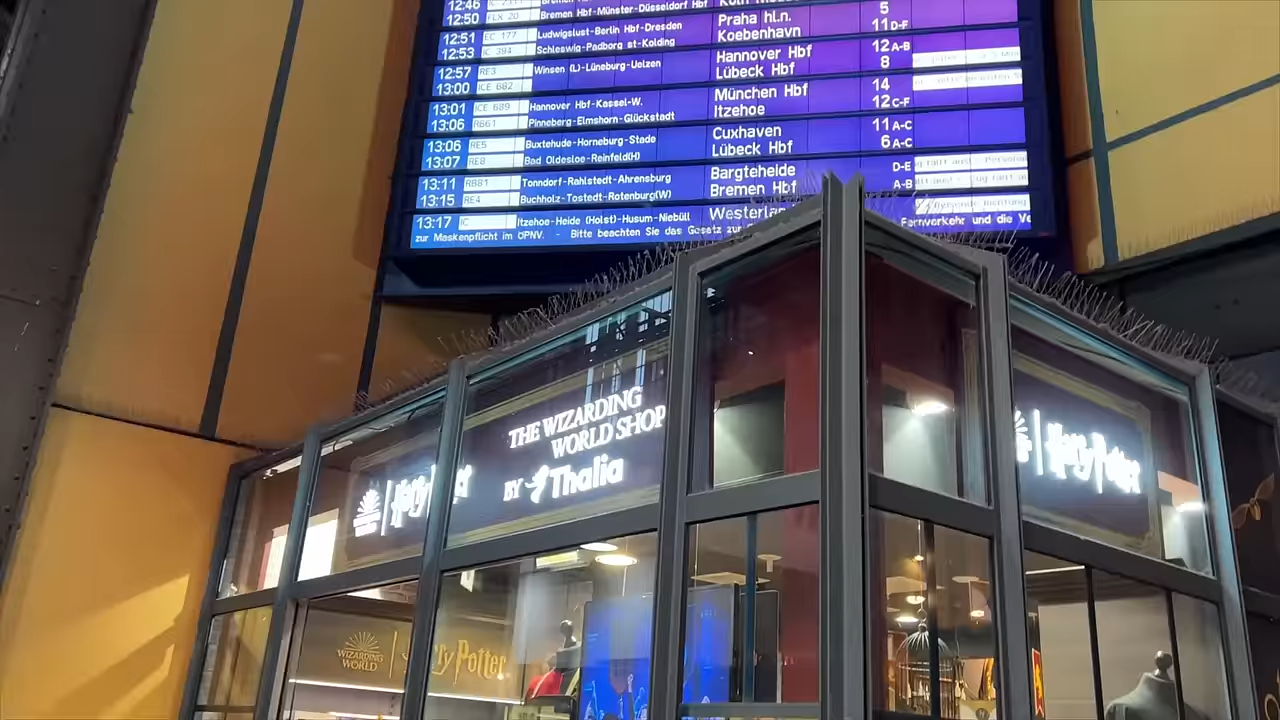 12:46
12:50 FLX 20 Bremen Hbf-Münster-Düsseldorf Hbf 5
12:51 EC 177 Ludwigslust-Berlin Hbf-Dresden Praha hl.n. 11 D-F
12:53 IC 394 Schleswig-Padborg st-Kolding Koebenhavn
12:57 RE3 Winsen (L)-Lüneburg-Uelzen Hannover Hbf 12 A-B
13:00 ICE 682 Lübeck Hbf 8
13:01 ICE 689 Hannover Hbf-Kassel-W. München Hbf 14
13:06 RB61 Pinneberg-Elmshorn-Glückstadt Itzehoe 12 C-F
13:06 RE5 Buxtehude-Horneburg-Stade Cuxhaven 11 A-C
13:07 RE8 Bad Oldesloe-Reinfeld(H) Lübeck Hbf 6 A-C
13:11 RB81 Tonndorf-Rahlstedt-Ahrensburg Bargteheide D-E
13:15 RE4 Buchholz-Tostedt-Rotenburg(W) Bremen Hbf A-B
13:17 IC Itzehoe-Heide (Holst)-Husum-Niebüll
zur Maskenpflicht im ÖPNV. - Bitte beachten Sie das Gesetz zur Fernverkehr und die
THE WIZARDING
WORLD SHOP
BY Thalia
Harry Potter
WIZARDING
WORLD
Potter